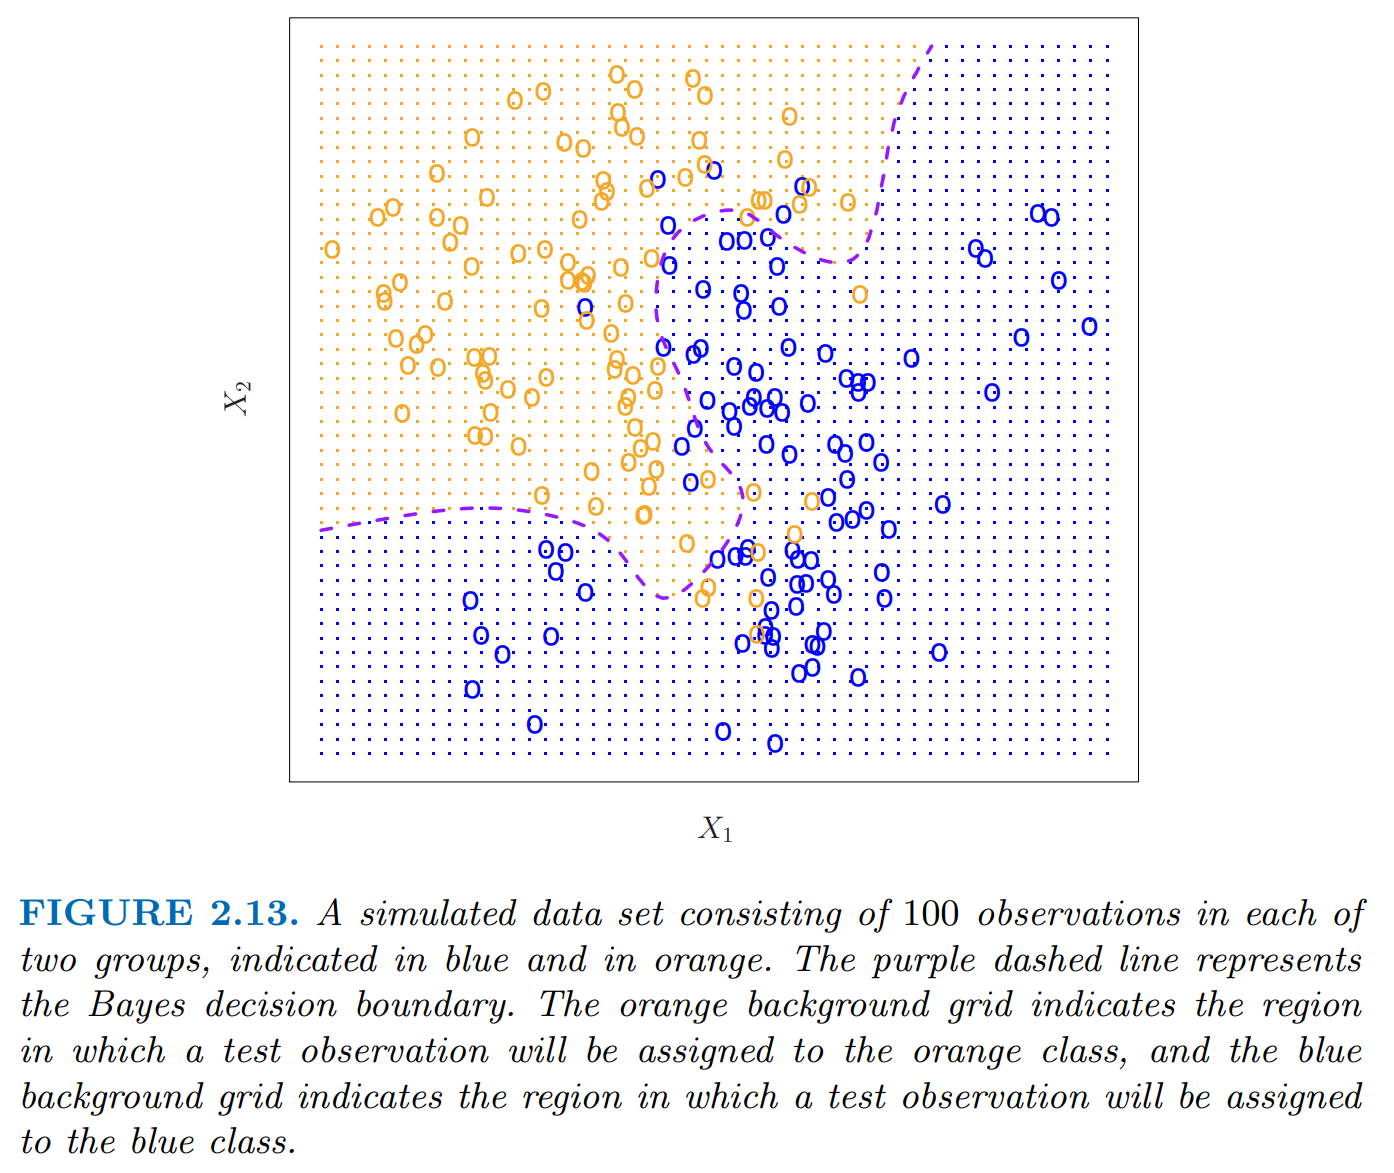 X2
X1
FIGURE 2.13. A simulated data set consisting of 100 observations in each of
two groups, indicated in blue and in orange. The purple dashed line represents
the Bayes decision boundary. The orange background grid indicates the region
in which a test observation will be assigned to the orange class, and the blue
background grid indicates the region in which a test observation will be assigned
to the blue class.